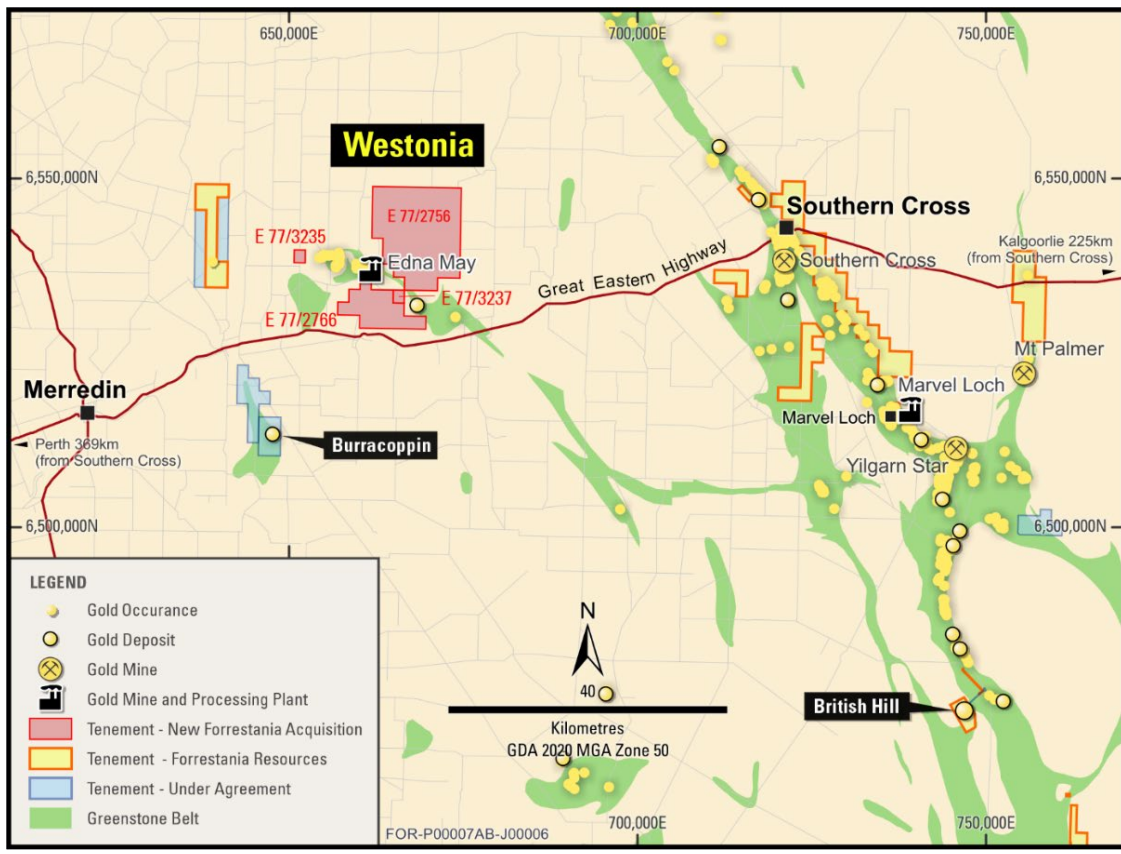 650,000E
700,000E
750,000E
Westonia
6,550,000N
6,550,000N
E 77/2756
Southern Cross
E 77/3235
Edna May
Great Eastern Highway
Southern Cross
Kalgoorlie 225km
(from Southern Cross)
E 77/3237
E 77/2766
Mt Palmer
Merredin
Marvel Loch
Marvel Loch
Burracoppin
Perth 369km
(from Southern Cross)
Yilgarn Star
6,500,000N
6,500,000N
LEGEND
Gold Occurance
Gold Deposit
Gold Mine
Gold Mine and Processing Plant
Tenement - New Forrestania Acquisition
Tenement - Forrestania Resources
Tenement - Under Agreement
Greenstone Belt
N
40
Kilometres
GDA 2020 MGA Zone 50
British Hill
FOR-P00007AB-J00006
700,000E
750,000E